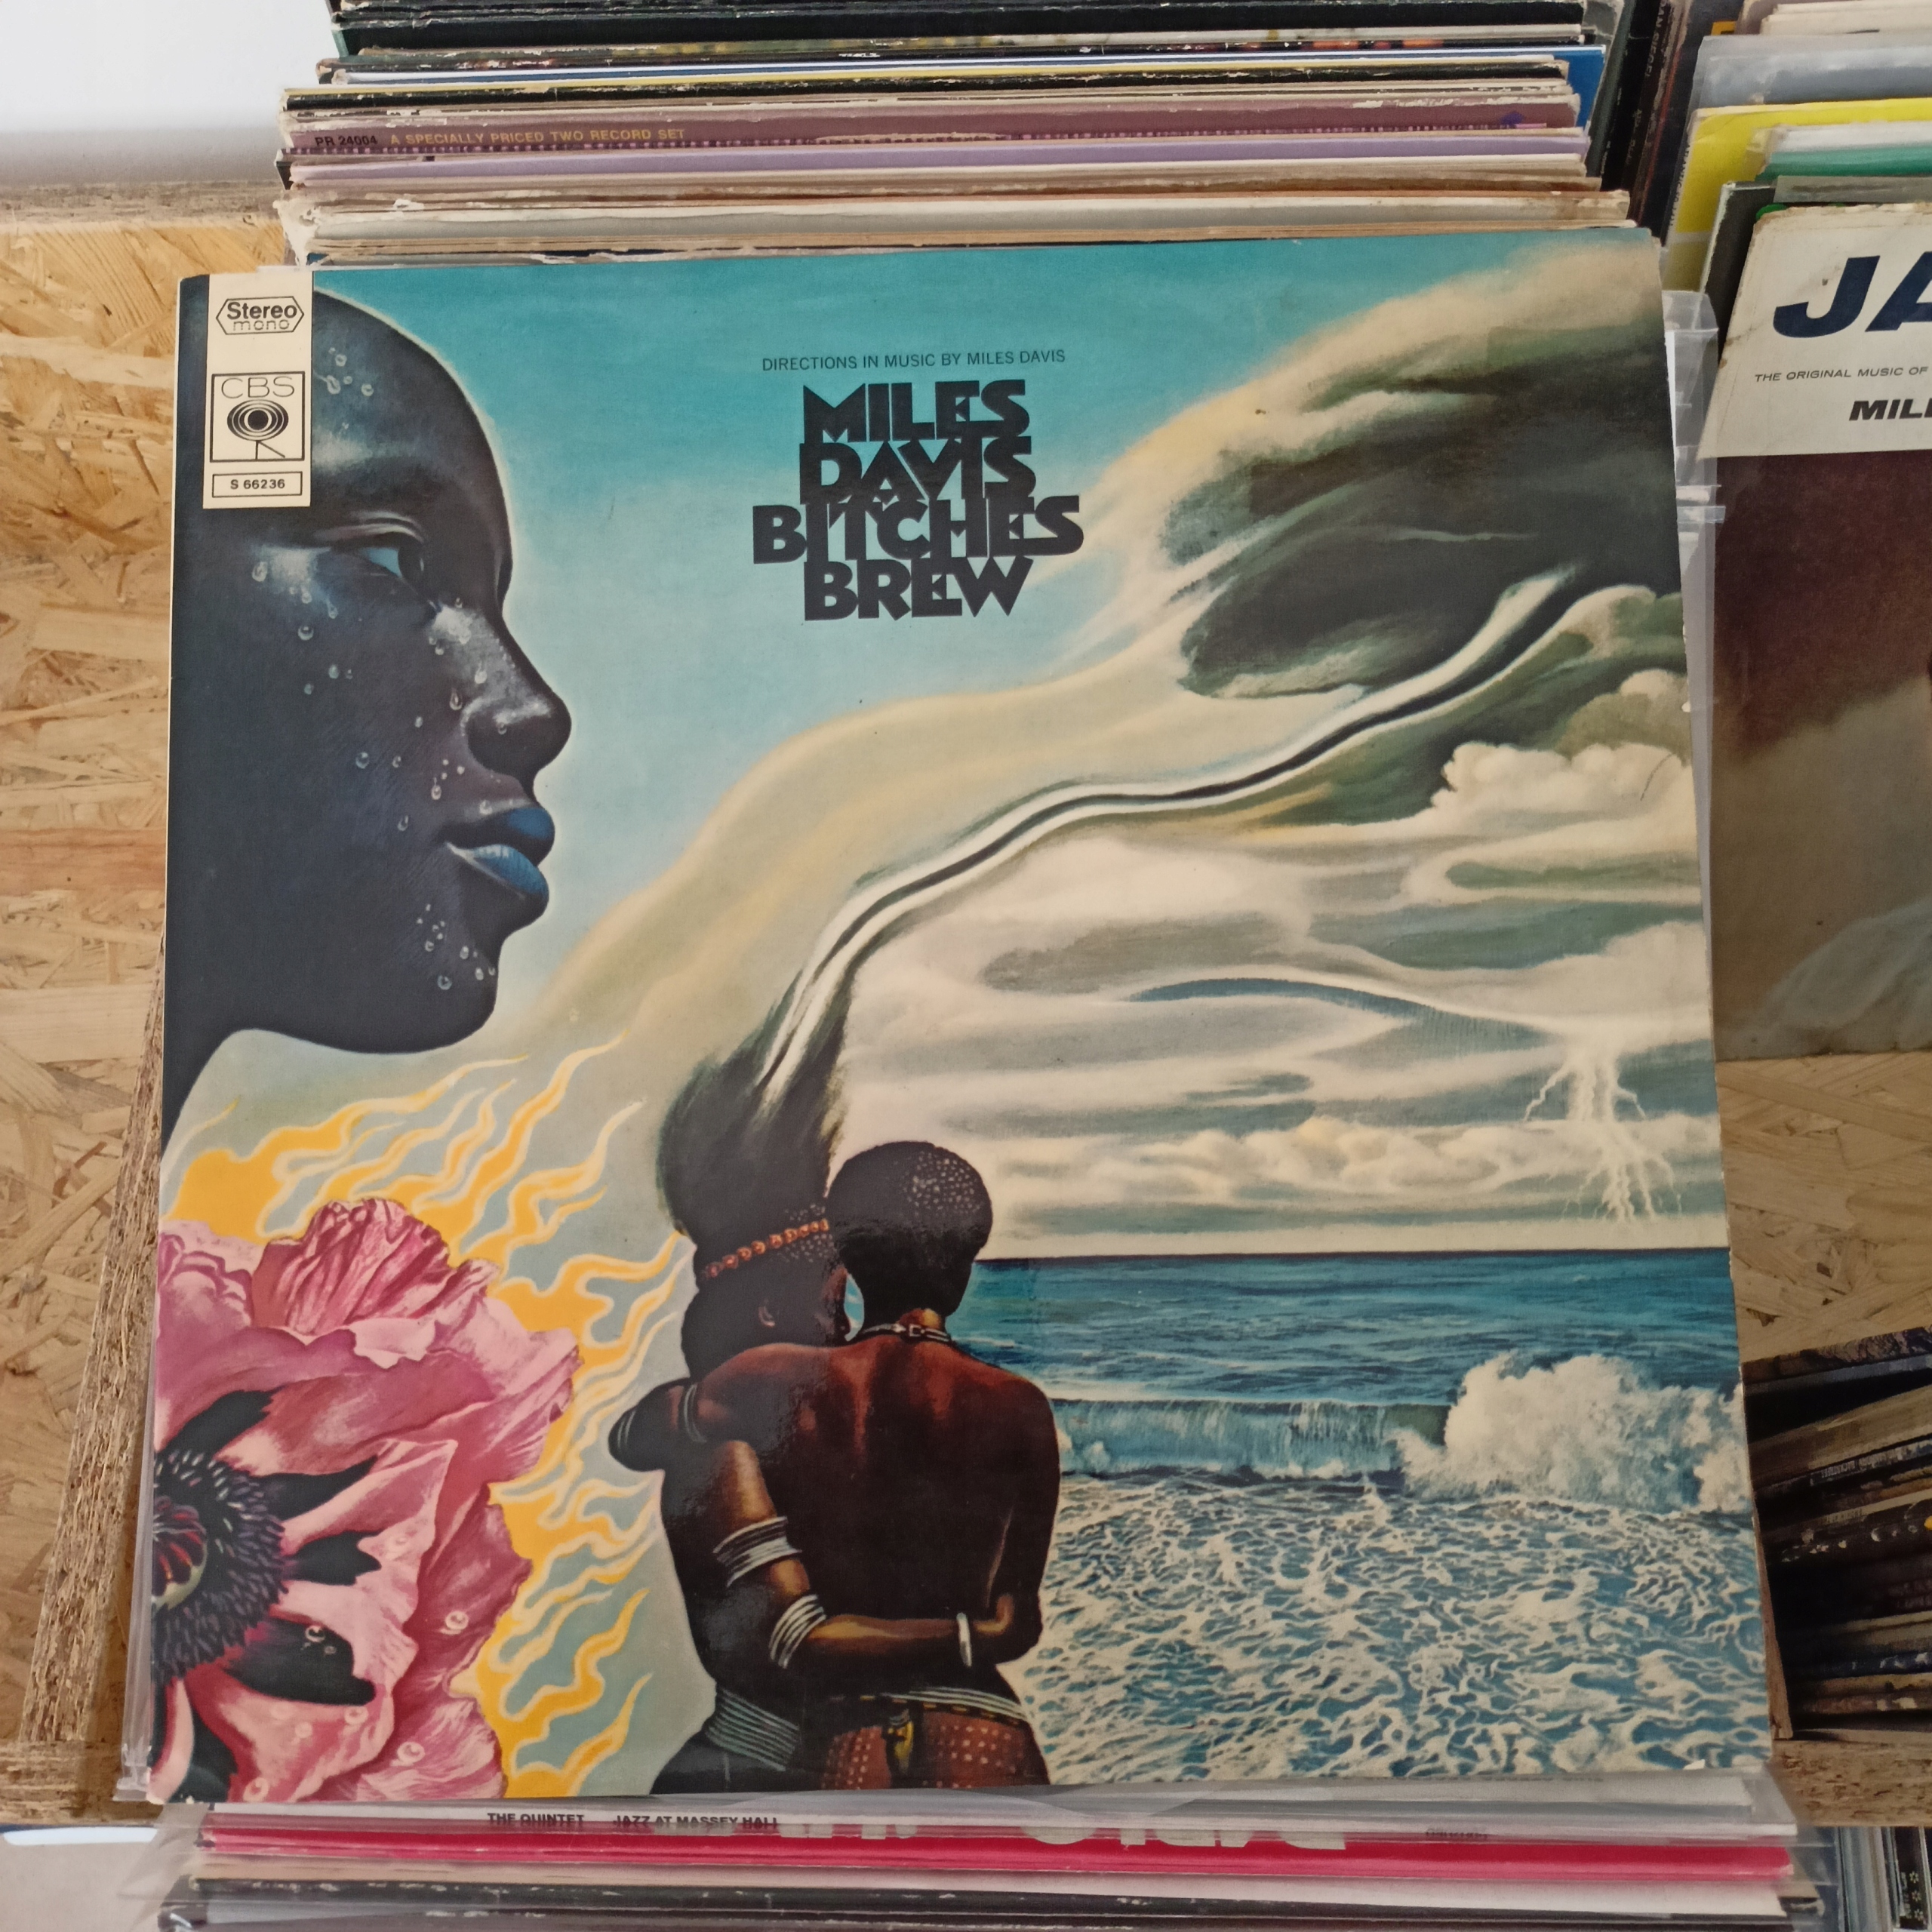 PR 24004 A SPECIALLY PRICED TWO RECORD SET
Stereo
mono
CBS
S 66236
DIRECTIONS IN MUSIC BY MILES DAVIS
MILES
DAVIS
BITCHES
BREW
JA
THE ORIGINAL MUSIC OF
MIL
THE QUINTET JAZZ AT MASSEY HALL